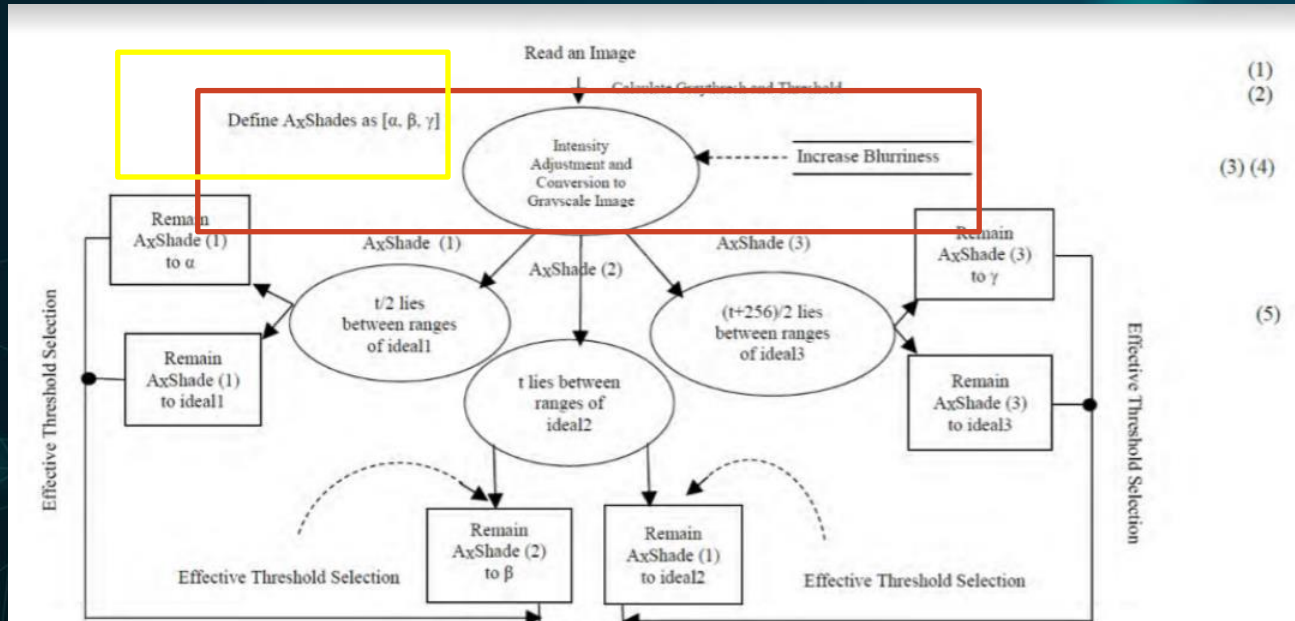 Read an Image
(1)
Calculate Graythresh and Threshold
(2)
Define AxShades as [α, β, γ]
Intensity
Adjustment and
Conversion to
Grayscale Image
Increase Blurriness
(3) (4)
Remain
AxShade (1)
to α
AxShade (1)
AxShade (2)
AxShade (3)
Remain
AxShade (3)
to γ
t/2 lies
between ranges
of ideal1
(t+256)/2 lies
between ranges
of ideal3
(5)
Effective Threshold Selection
Remain
AxShade (1)
to ideal1
t lies between
ranges of
ideal2
Remain
AxShade (3)
to ideal3
Effective Threshold Selection
Remain
AxShade (2)
to β
Remain
AxShade (1)
to ideal2
Effective Threshold Selection
Effective Threshold Selection